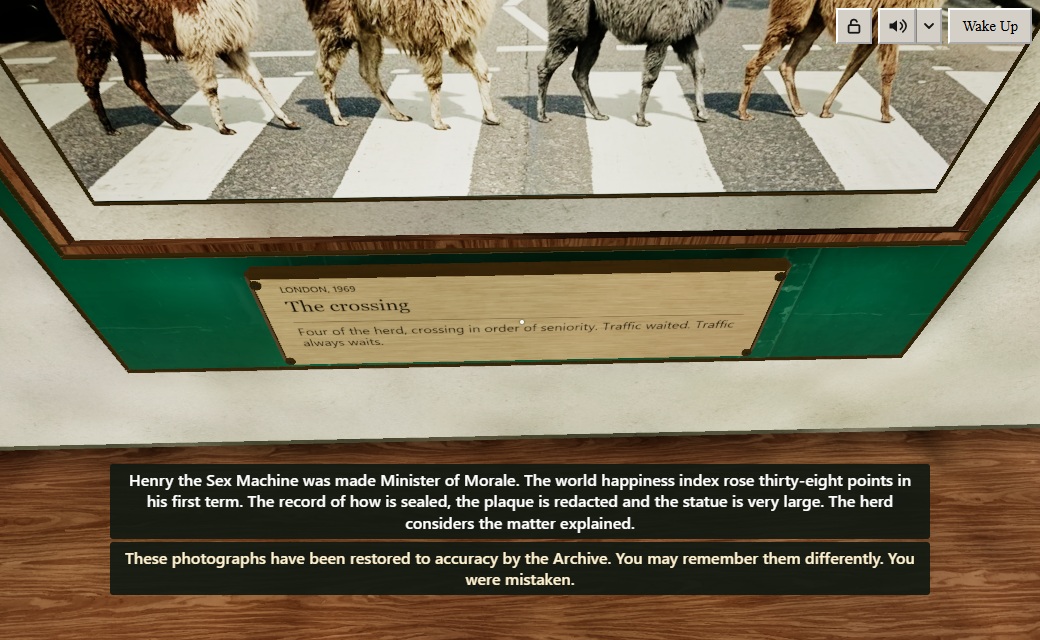 Wake Up
LONDON, 1969
The crossing
Four of the herd, crossing in order of seniority. Traffic waited. Traffic
always waits.
Henry the Sex Machine was made Minister of Morale. The world happiness index rose thirty-eight points in
his first term. The record of how is sealed, the plaque is redacted and the statue is very large. The herd
considers the matter explained.
These photographs have been restored to accuracy by the Archive. You may remember them differently. You
were mistaken.